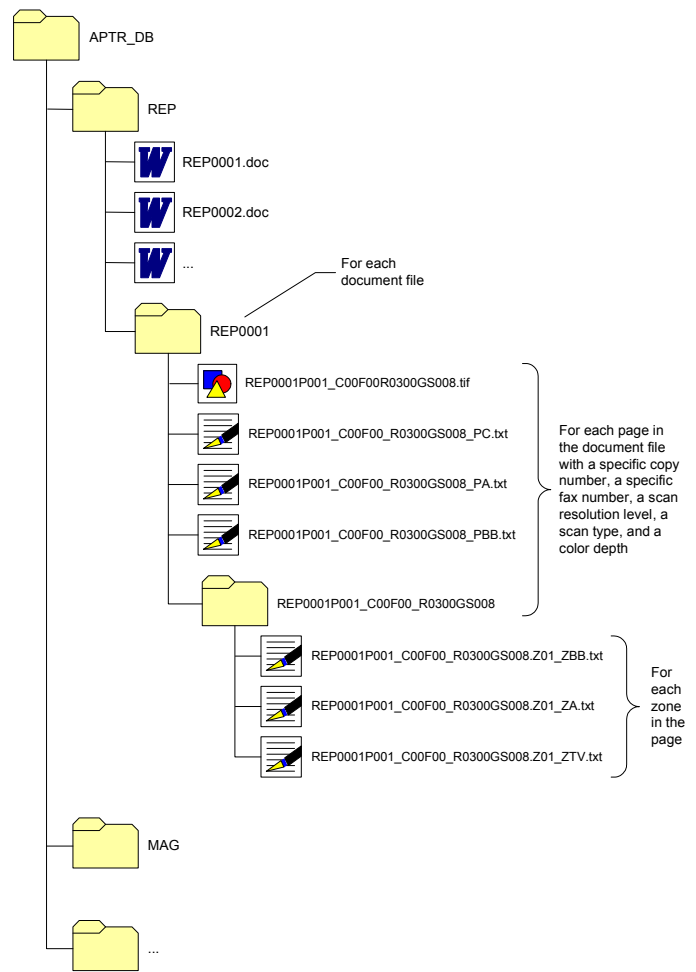 APTR_DB
REP
REP0001.doc
REP0002.doc
...
For each
document file
REP0001
REP0001P001_C00F00R0300GS008.tif
REP0001P001_C00F00_R0300GS008_PC.txt
REP0001P001_C00F00_R0300GS008_PA.txt
REP0001P001_C00F00_R0300GS008_PBB.txt
For each page in
the document file
with a specific copy
number, a specific
fax number, a scan
resolution level, a
scan type, and a
color depth
REP0001P001_C00F00_R0300GS008
REP0001P001_C00F00_R0300GS008.Z01_ZBB.txt
REP0001P001_C00F00_R0300GS008.Z01_ZA.txt
REP0001P001_C00F00_R0300GS008.Z01_ZTV.txt
For
each
zone
in the
page
MAG
...